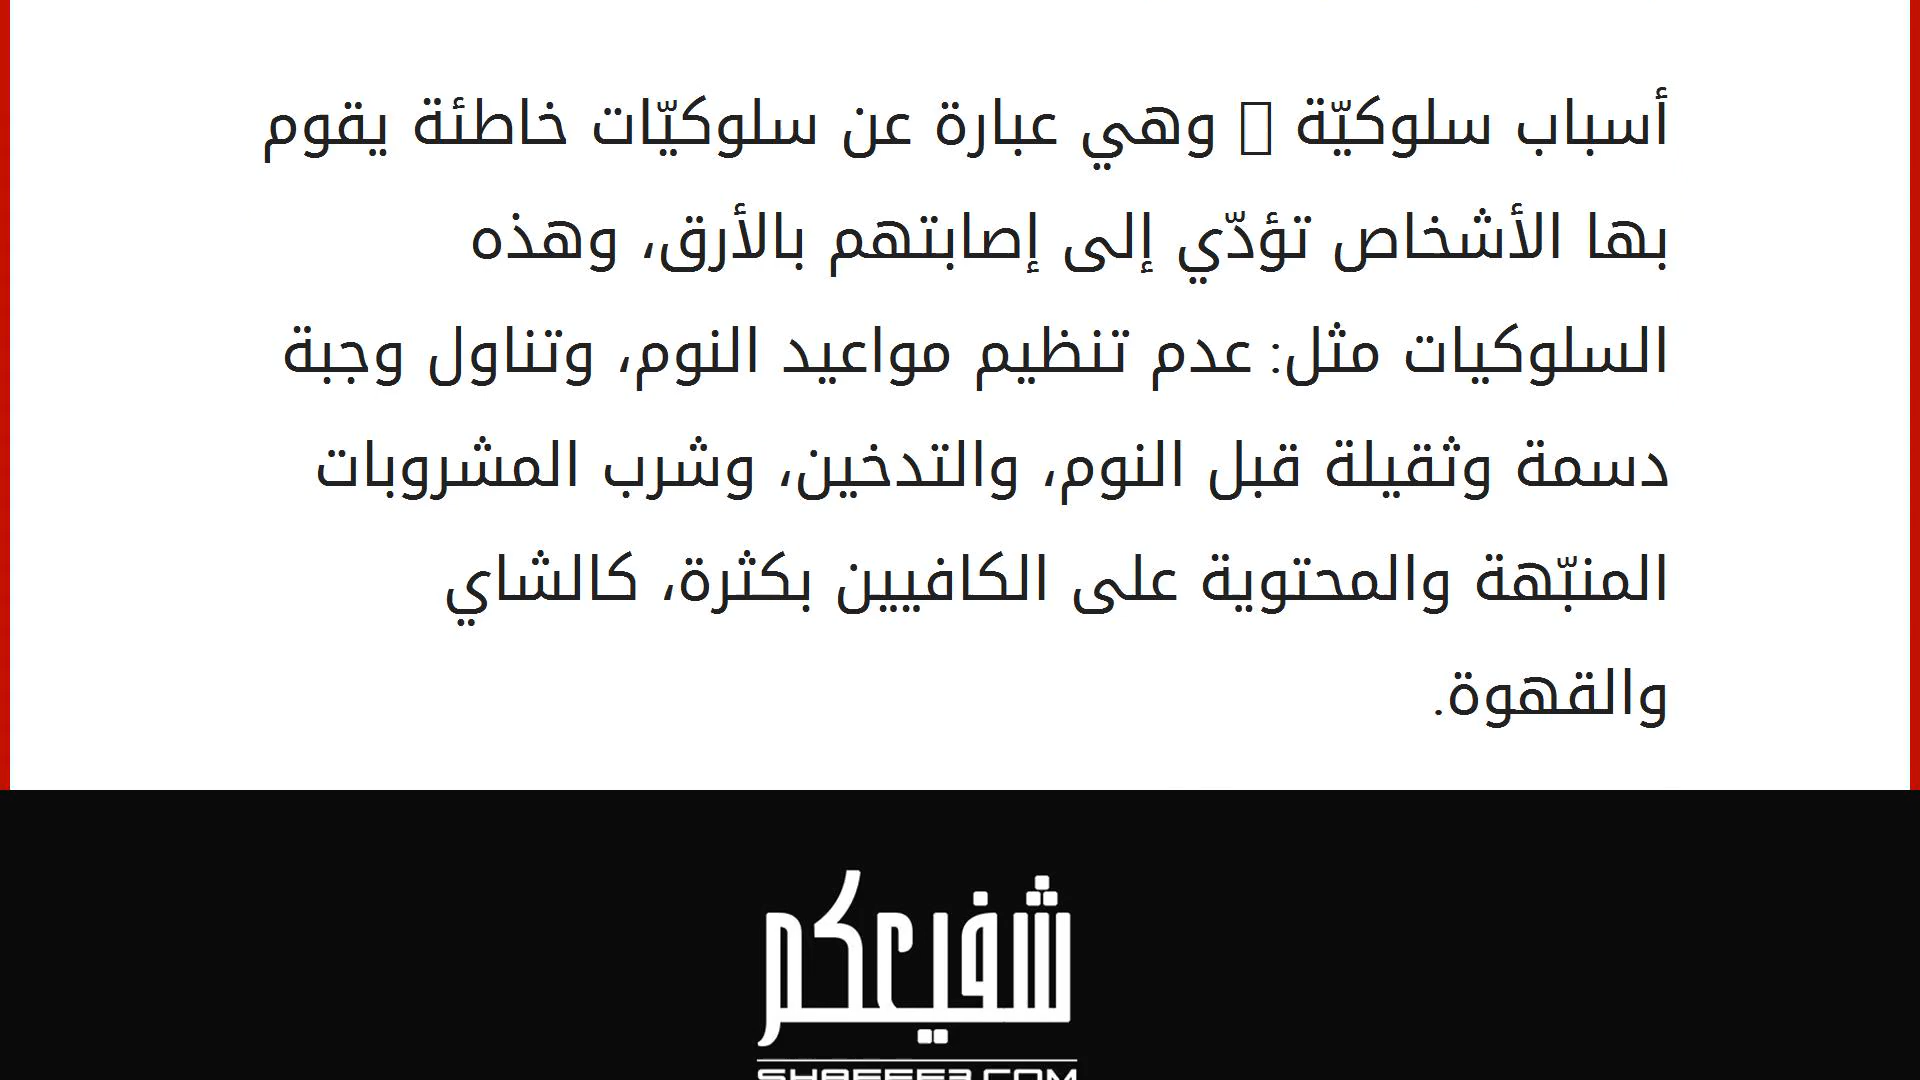 أسباب سلوكيّة ▯ وهي عبارة عن سلوكيّات خاطئة يقوم
بها الأشخاص تؤدّي إلى إصابتهم بالأرق، وهذه
السلوكيات مثل: عدم تنظيم مواعيد النوم، وتناول وجبة
دسمة وثقيلة قبل النوم، والتدخين، وشرب المشروبات
المنبّهة والمحتوية على الكافيين بكثرة، كالشاي
والقهوة.
شفيعكم